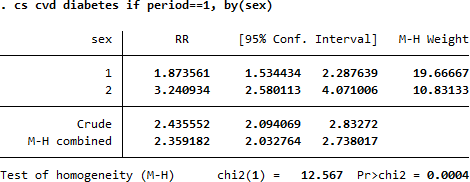 . cs cvd diabetes if period==1, by(sex)
sex RR [95% Conf. Interval] M-H Weight
1 1.873561 1.534434 2.287639 19.66667
2 3.240934 2.580113 4.071006 10.83133
Crude 2.435552 2.094069 2.83272
M-H combined 2.359182 2.032764 2.738017
Test of homogeneity (M-H) chi2(1) = 12.567 Pr>chi2 = 0.0004